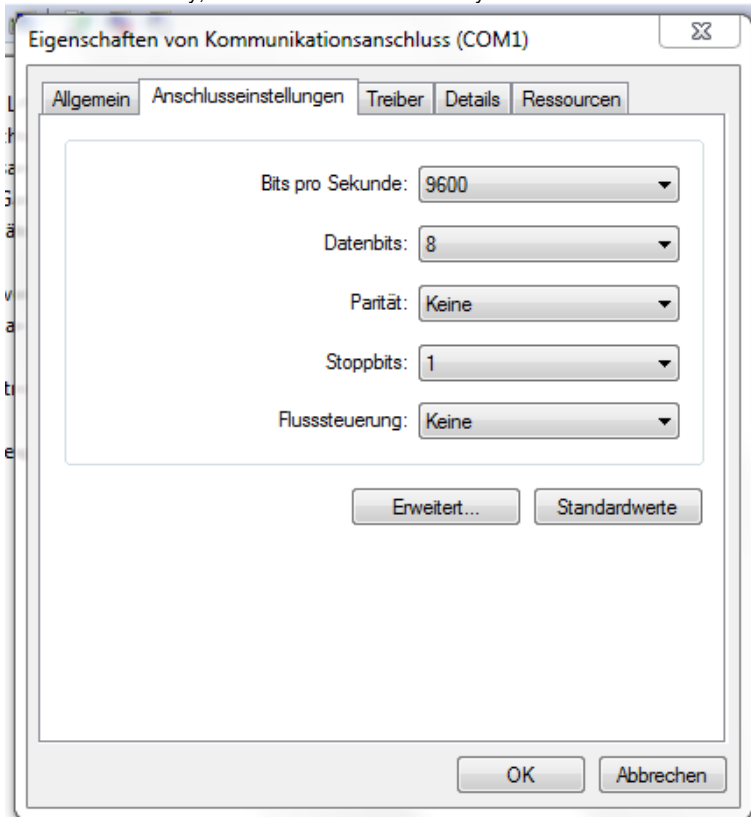 Eigenschaften von Kommunikationsanschluss (COM1)
Allgemein Anschlusseinstellungen Treiber Details Ressourcen
Bits pro Sekunde: 9600
Datenbits: 8
Parität: Keine
Stoppbits: 1
Flusssteuerung: Keine
Erweitert... Standardwerte
OK Abbrechen